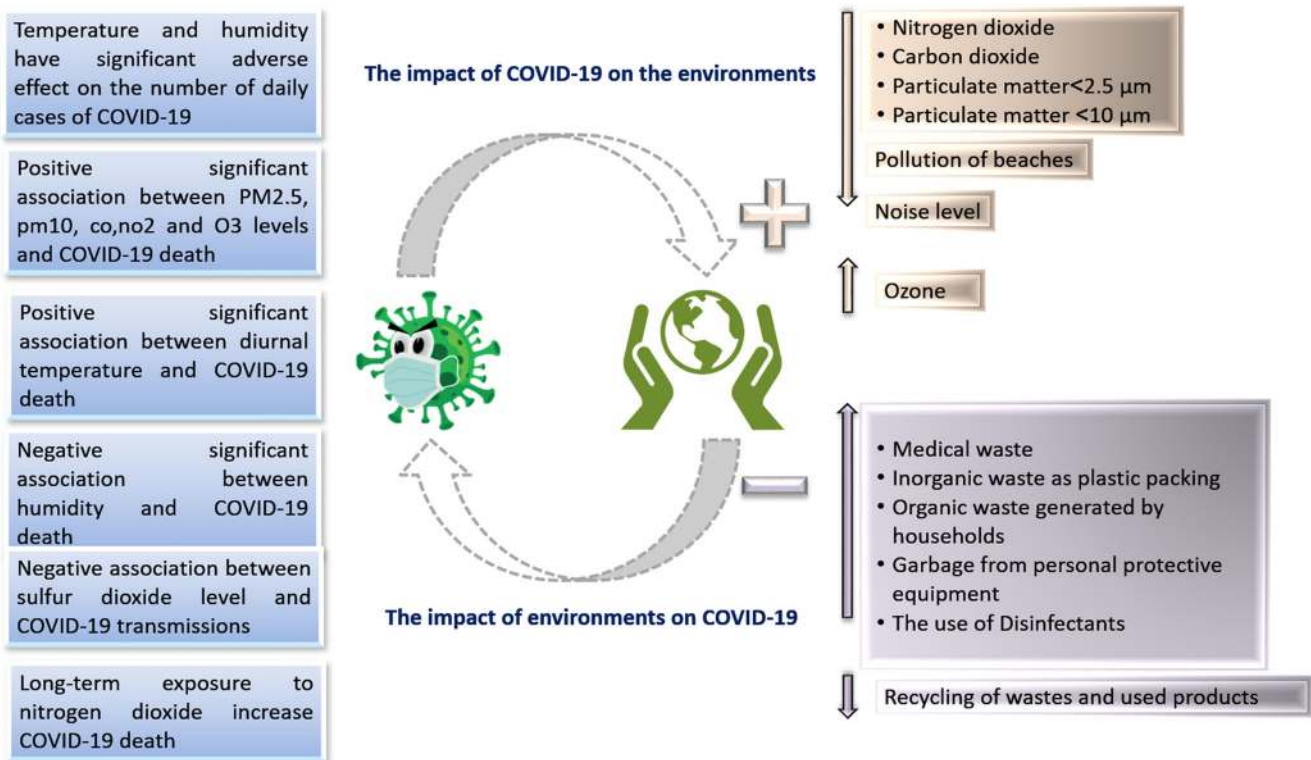 Temperature and humidity
have significant adverse
effect on the number of daily
cases of COVID-19
Positive significant
association between PM2.5,
pm10, co,no2 and O3 levels
and COVID-19 death
Positive significant
association between diurnal
temperature and COVID-19
death
Negative significant
association between
humidity and COVID-19
death
Negative association between
sulfur dioxide level and
COVID-19 transmissions
Long-term exposure to
nitrogen dioxide increase
COVID-19 death
The impact of COVID-19 on the environments
The impact of environments on COVID-19
• Nitrogen dioxide
• Carbon dioxide
• Particulate matter<2.5 µm
• Particulate matter <10 µm
Pollution of beaches
Noise level
Ozone
• Medical waste
• Inorganic waste as plastic packing
• Organic waste generated by
households
• Garbage from personal protective
equipment
• The use of Disinfectants
Recycling of wastes and used products